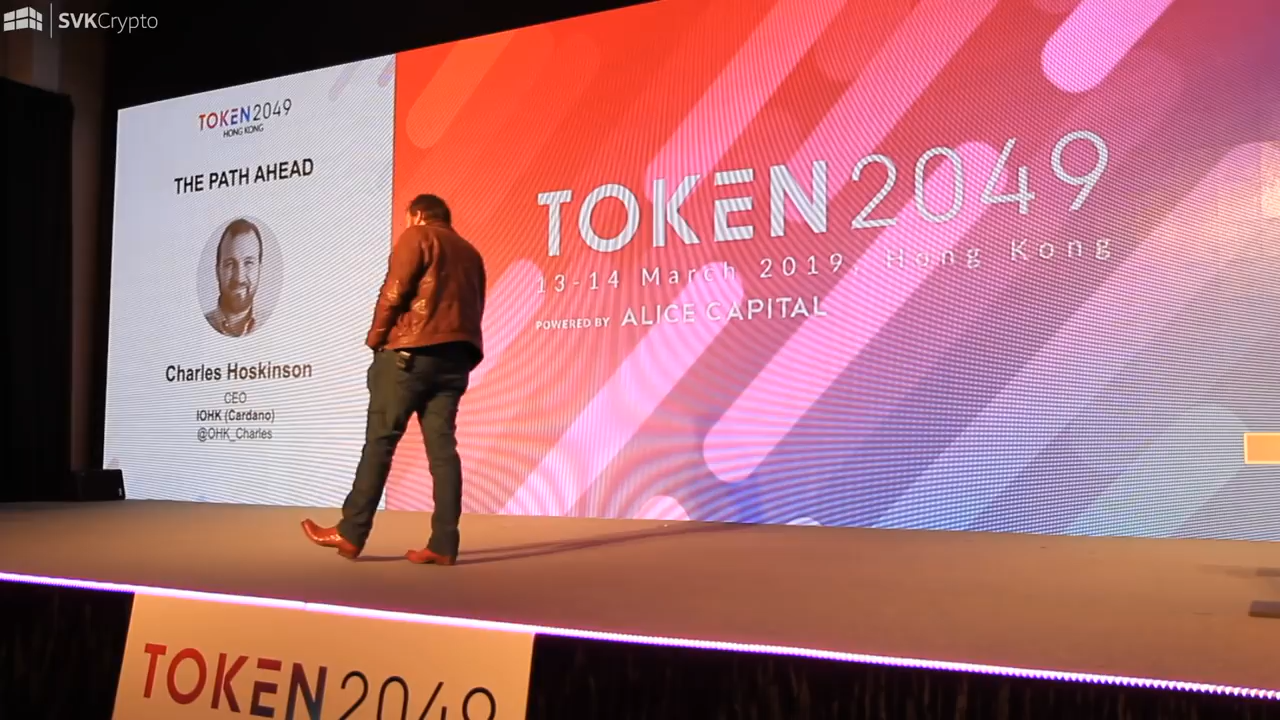 SVKCrypto
TOKEN2049
HONG KONG
THE PATH AHEAD
Charles Hoskinson
CEO
IOHK (Cardano)
@IOHK_Charles
TOKEN2049
13-14 March 2019, Hong Kong
POWERED BY ALICE CAPITAL
TOKEN2049